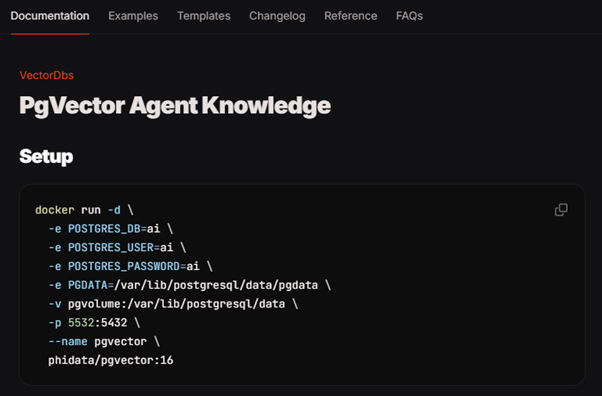 Documentation Examples Templates Changelog Reference FAQs
VectorDbs
PgVector Agent Knowledge
Setup
docker run -d \
  -e POSTGRES_DB=ai \
  -e POSTGRES_USER=ai \
  -e POSTGRES_PASSWORD=ai \
  -e PGDATA=/var/lib/postgresql/data/pgdata \
  -v pgvolume:/var/lib/postgresql/data \
  -p 5532:5432 \
  --name pgvector \
  phidata/pgvector:16